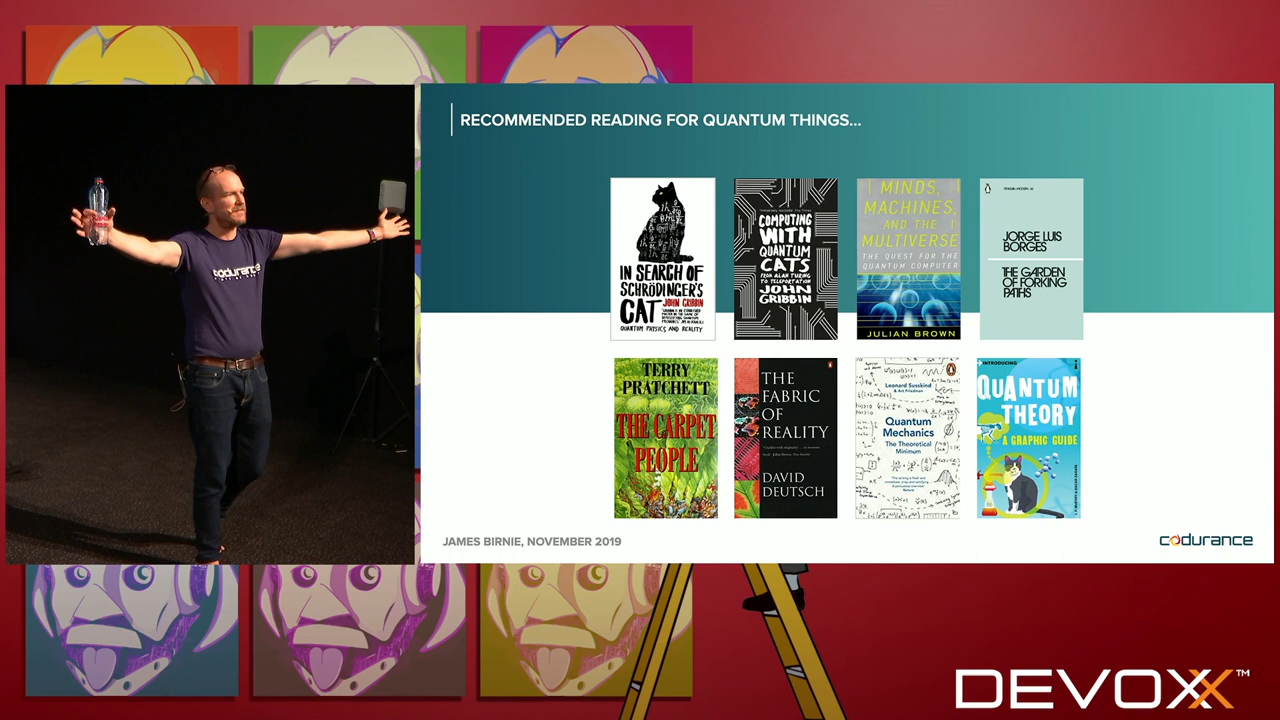 RECOMMENDED READING FOR QUANTUM THINGS...
IN SEARCH OF
SCHRÖDINGER'S
CAT JOHN GRIBBIN
QUANTUM PHYSICS AND REALITY
COMPUTING
WITH
QUANTUM
CATS
FROM ALAN TURING
TO TELEPORTATION
JOHN
GRIBBIN
MINDS,
MACHINES,
AND THE
MULTIVERSE
THE QUEST FOR THE
QUANTUM COMPUTER
JULIAN BROWN
JORGE LUIS
BORGES
THE GARDEN
OF FORKING
PATHS
TERRY
PRATCHETT
THE CARPET
PEOPLE
THE
FABRIC
OF
REALITY
DAVID
DEUTSCH
Leonard Susskind
& Art Friedman
Quantum
Mechanics
The Theoretical
Minimum
INTRODUCING
QUANTUM
THEORY
A GRAPHIC GUIDE
codurance
JAMES BIRNIE, NOVEMBER 2019
codurance
DEVOXX™